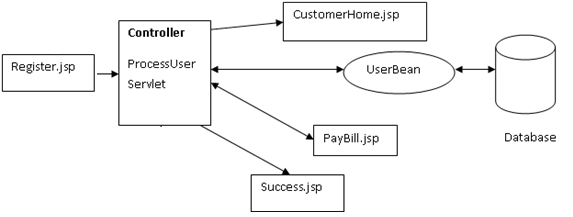 CustomerHome.jsp
Controller
Register.jsp
ProcessUser
Servlet
UserBean
PayBill.jsp
Database
Success.jsp